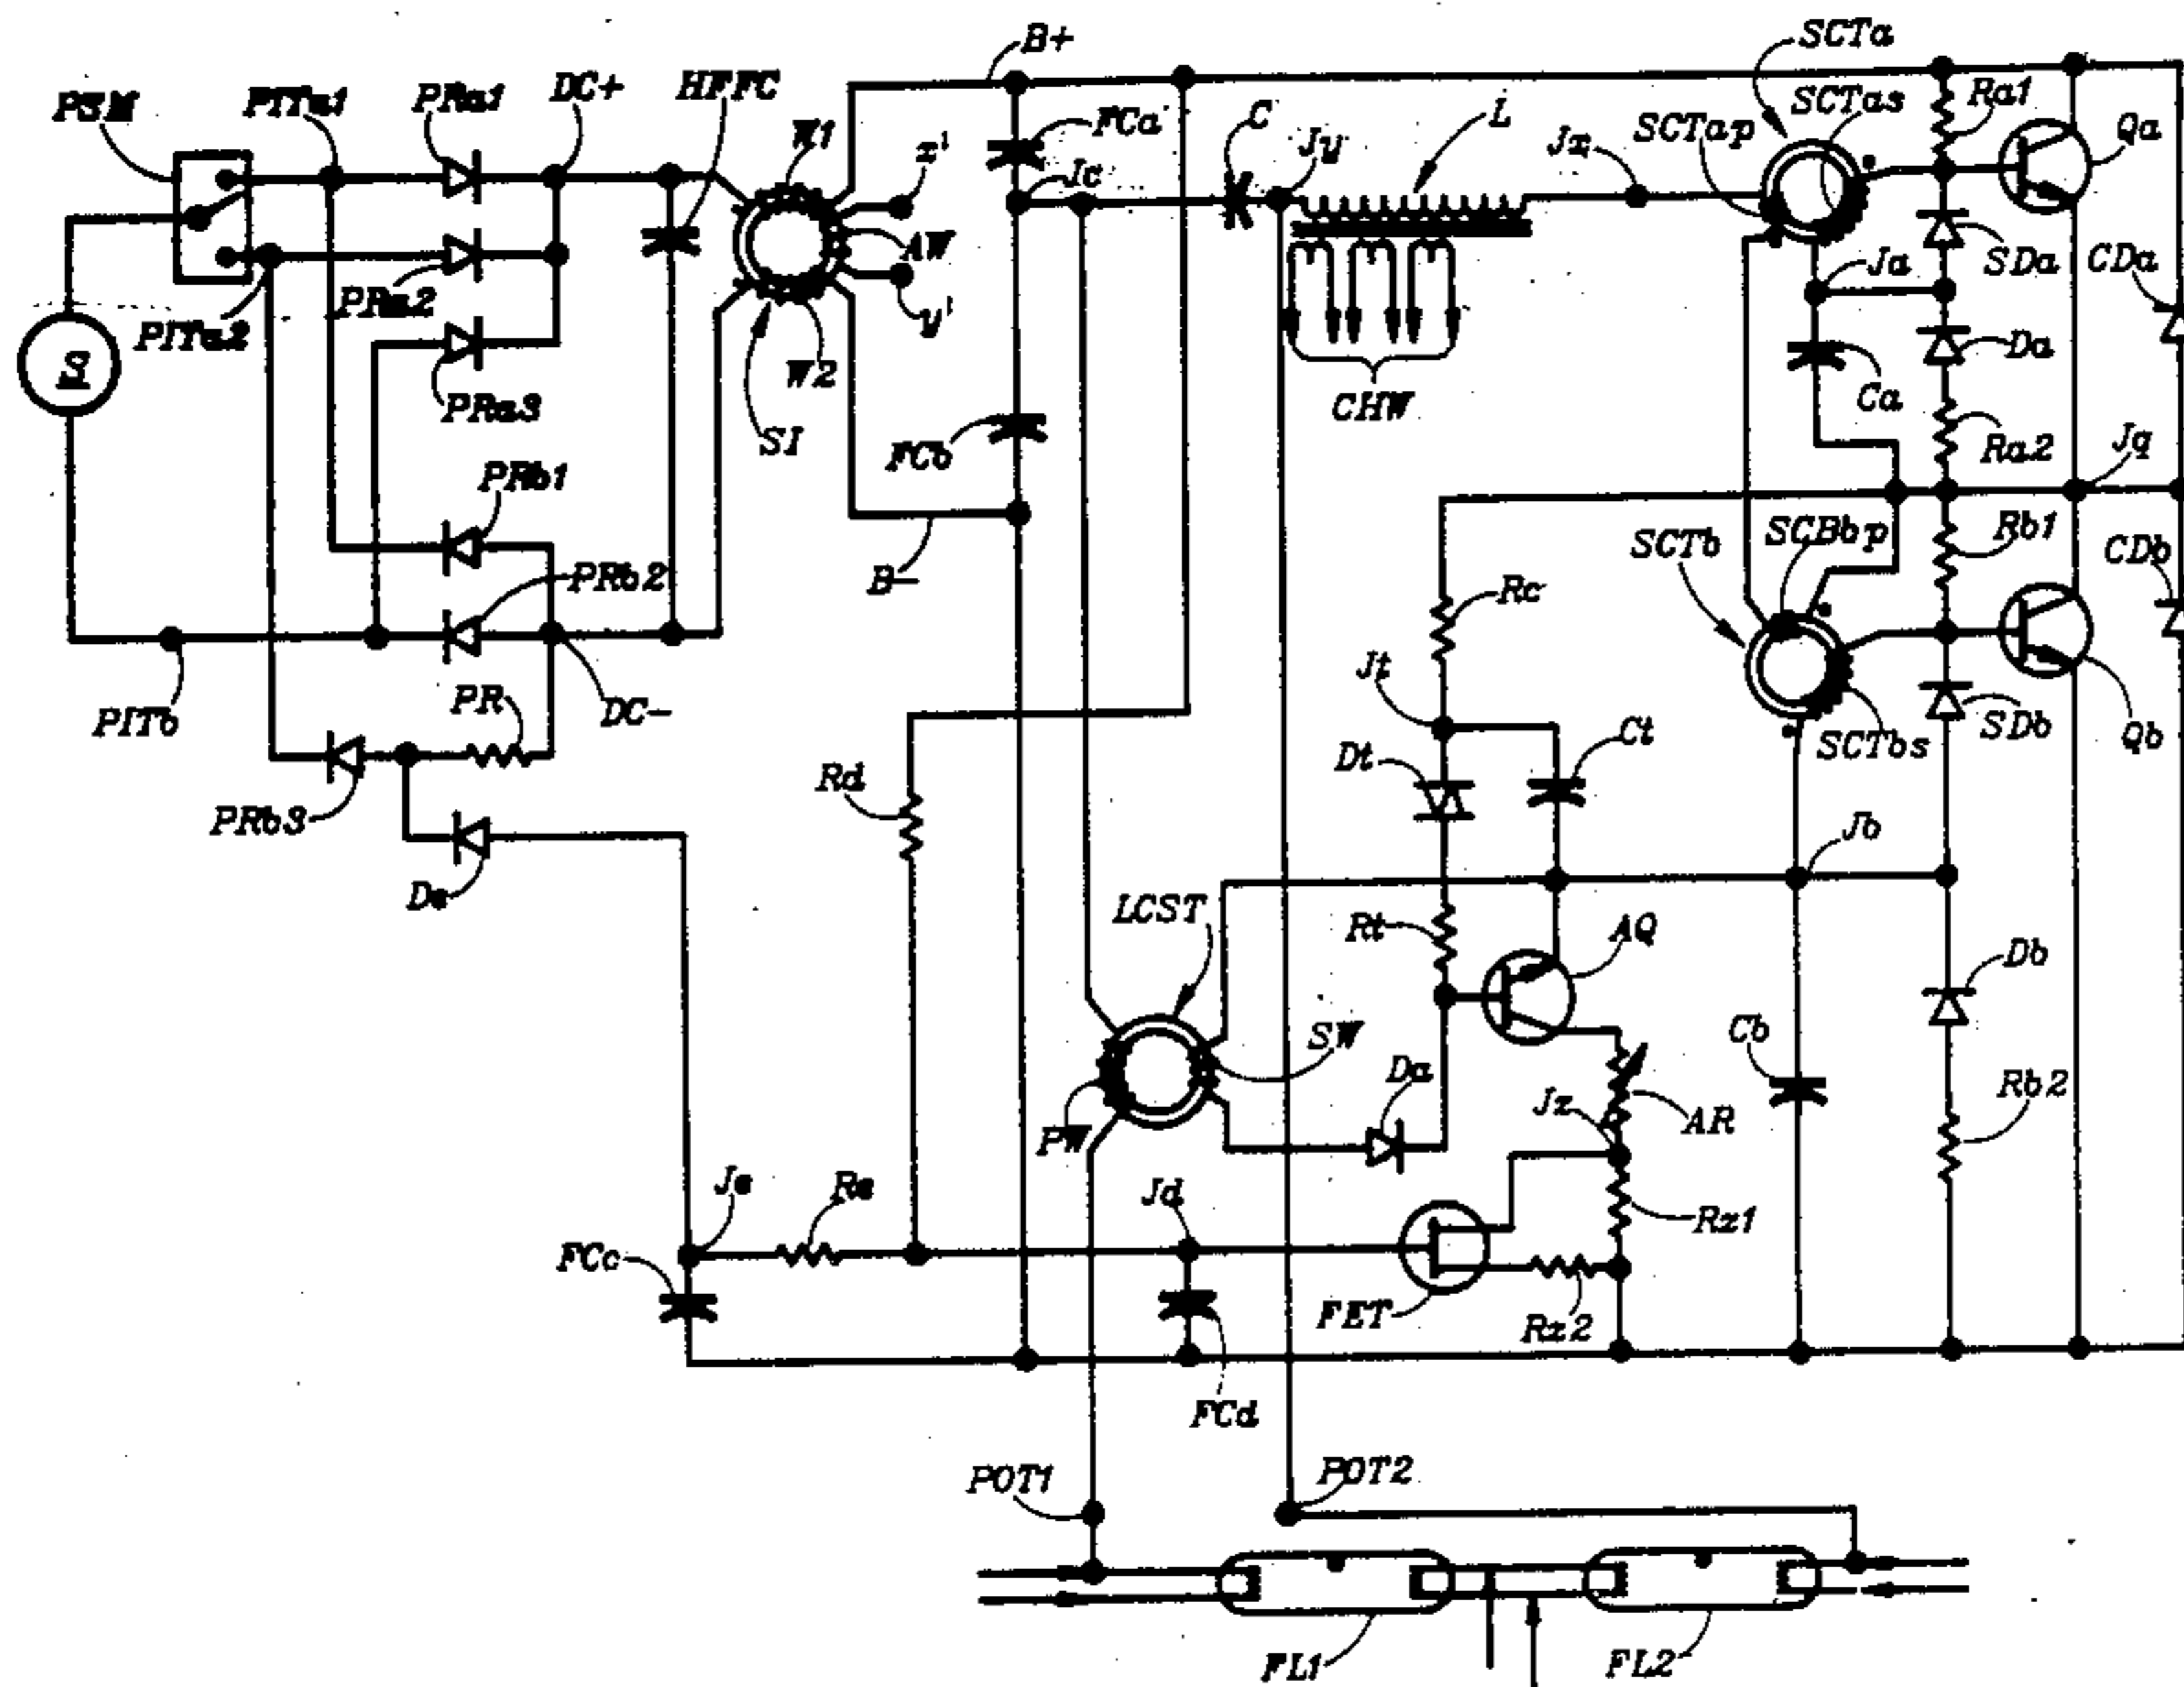 B+
SCTa
PSM
PITa1
PRa1
DC+
HFFC
SCTas
Ra1
FCa
C
L
SCTap
Qa
W1
x'
Jy
Jx
Jc
AW
Ja
SDa
CDa
PRa2
PITa2
y'
S
W2
Da
PRa3
CHW
Ca
SI
FCb
Ra2
Jq
PRb1
SCTb
SCBbp
Rb1
CDb
PRb2
B-
Rc
Jt
PITb
PR
DC-
Ct
SCTbs
SDb
Qb
Dt
Rd
PRb3
Jb
De
LCST
Rt
AQ
Db
SW
Cb
Da
Jz
AR
Rb2
PW
Je
Re
Jd
Rz1
FCc
FET
Rz2
FCd
POT1
POT2
FL1
FL2